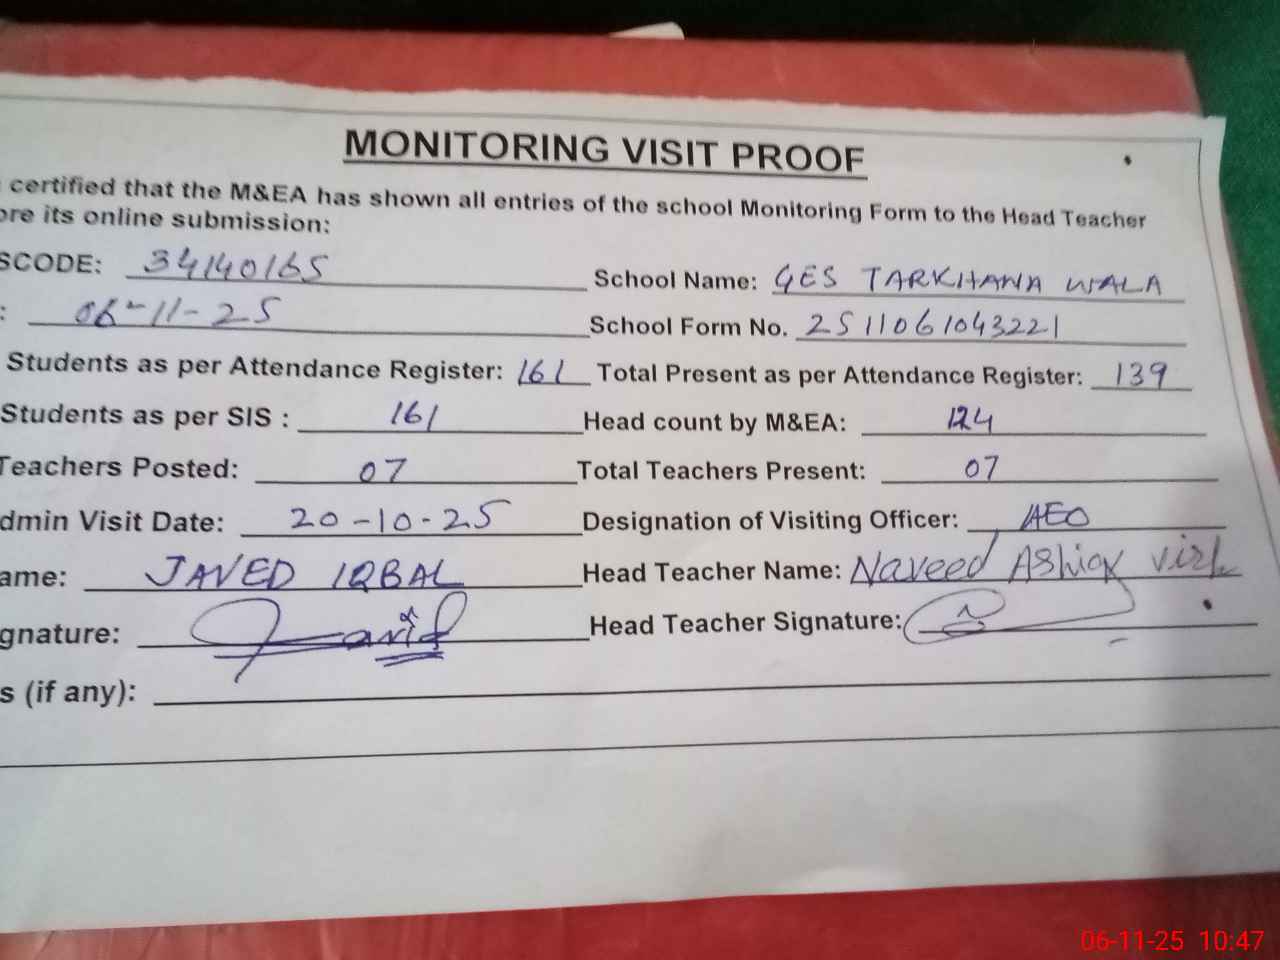 MONITORING VISIT PROOF
certified that the M&EA has shown all entries of the school Monitoring Form to the Head Teacher
ore its online submission:
SCODE: 34140165 School Name: GES TARKHANA WALA
: 06-11-25 School Form No. 2511061043221
Students as per Attendance Register: 161 Total Present as per Attendance Register: 139
Students as per SIS : 161 Head count by M&EA: 124
Teachers Posted: 07 Total Teachers Present: 07
dmin Visit Date: 20-10-25 Designation of Visiting Officer: AEO
ame: JAVED IQBAL Head Teacher Name: Naveed Ashiq Virk
gnature: Head Teacher Signature:
s (if any):
06-11-25 10:47